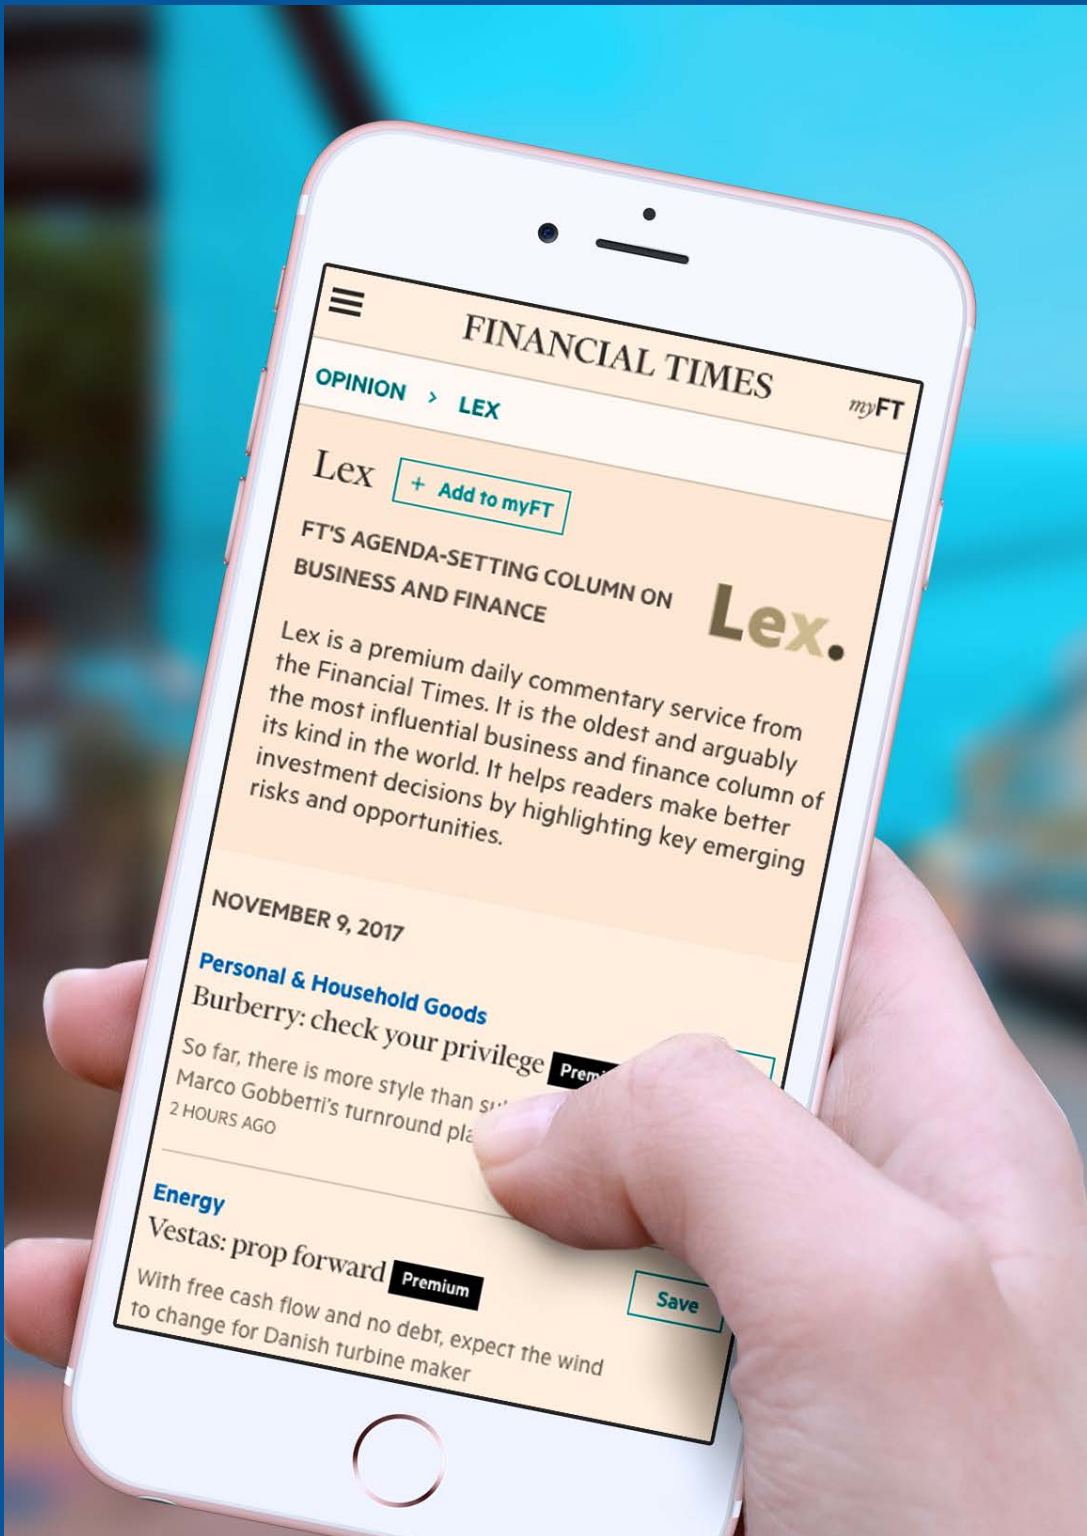 FINANCIAL TIMES
myFT
OPINION > LEX
Lex
+ Add to myFT
FT'S AGENDA-SETTING COLUMN ON
BUSINESS AND FINANCE
Lex.
Lex is a premium daily commentary service from
the Financial Times. It is the oldest and arguably
the most influential business and finance column of
its kind in the world. It helps readers make better
investment decisions by highlighting key emerging
risks and opportunities.
NOVEMBER 9, 2017
Personal & Household Goods
Burberry: check your privilege
So far, there is more style than
Marco Gobbetti's turnround
2 HOURS AGO
Energy
Vestas: prop forward Premium
Save
With free cash flow and no debt, expect the wind
to change for Danish turbine maker